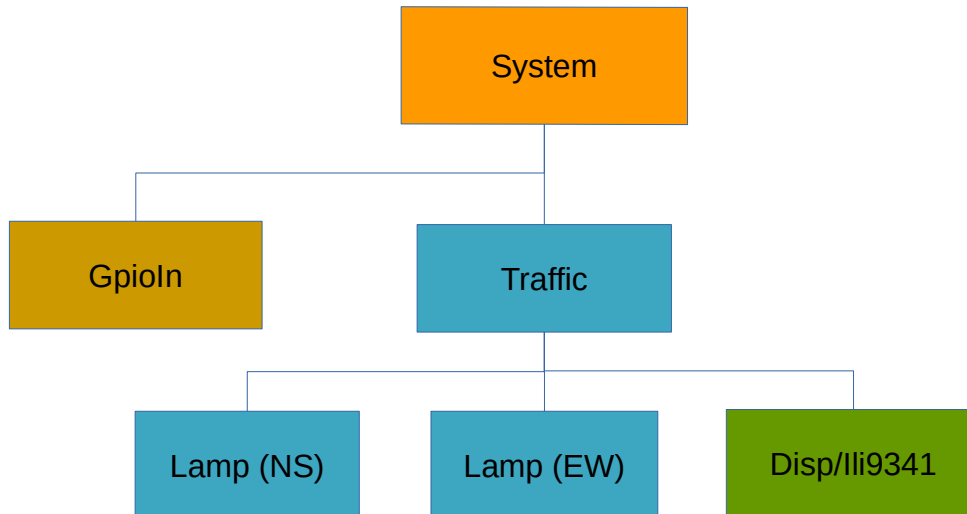 System
GpioIn
Traffic
Lamp (NS)
Lamp (EW)
Disp/Ili9341